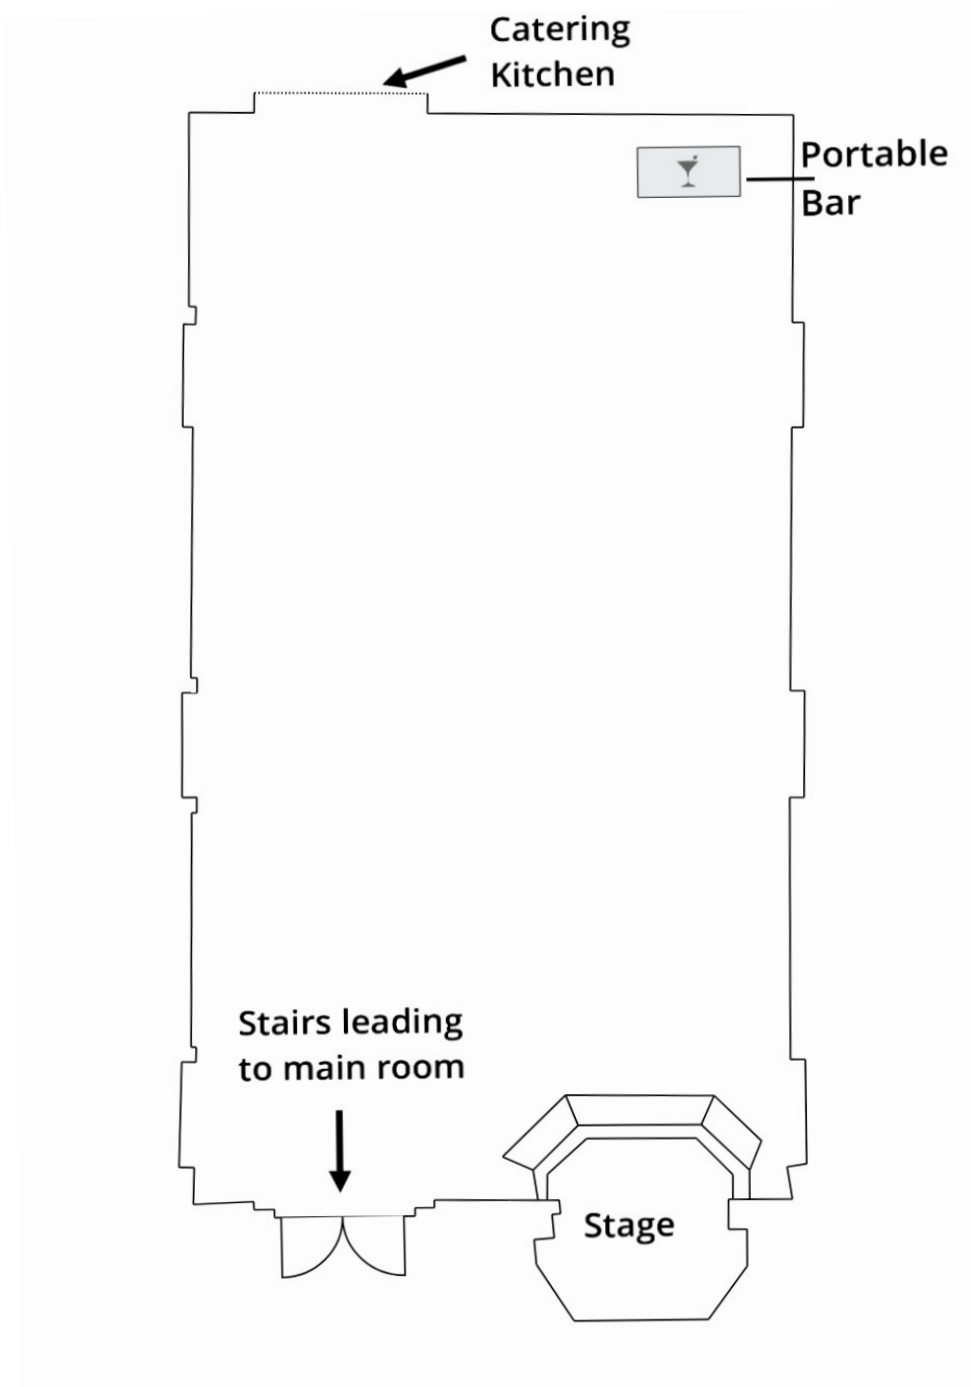 Catering
Kitchen
Portable
Bar
Stairs leading
to main room
Stage